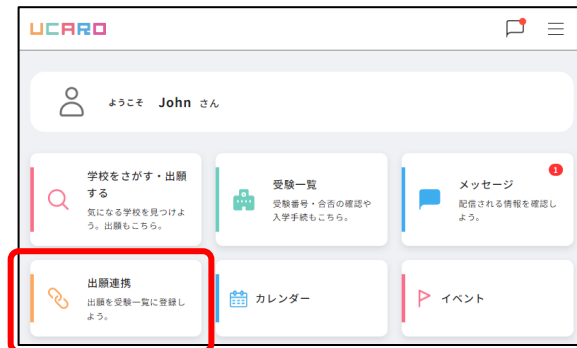 UCARO
ようこそ John さん
学校をさがす・出願
する
気になる学校を見つけよ
う。出願もこちら。
受験一覧
受験番号・合否の確認や
入学手続もこちら。
1
メッセージ
配信される情報を確認し
よう。
出願連携
出願を受験一覧に登録し
よう。
カレンダー
イベント